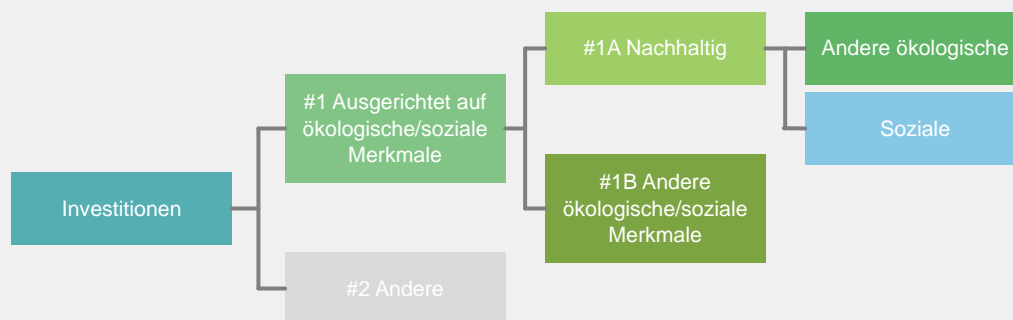 Investitionen
#1 Ausgerichtet auf
ökologische/soziale
Merkmale
#2 Andere
#1A Nachhaltig
#1B Andere
ökologische/soziale
Merkmale
Andere ökologische
Soziale